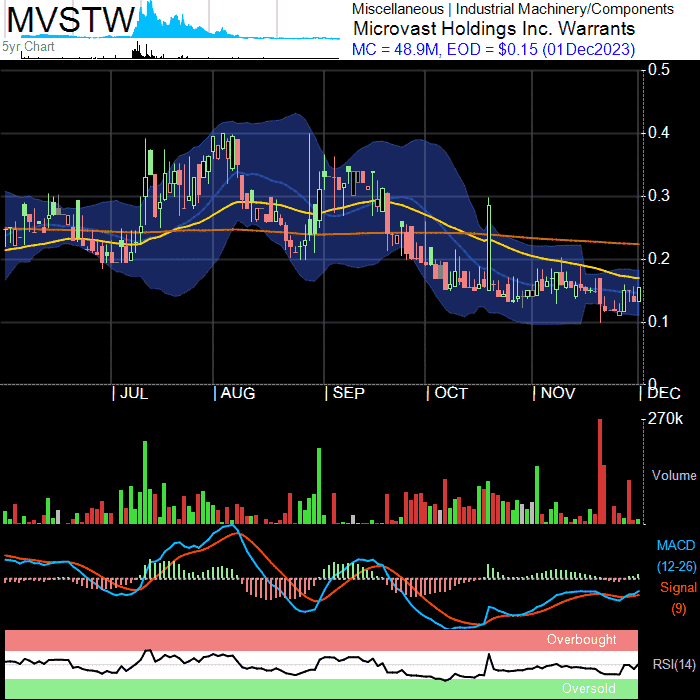 MVSTW
5yr Chart
Miscellaneous | Industrial Machinery/Components
Microvast Holdings Inc. Warrants
MC = 48.9M, EOD = $0.15 (01Dec2023)
0.5
0.4
0.3
0.2
0.1
0
JUL
AUG
SEP
OCT
NOV
DEC
270k
Volume
MACD
(12-26)
Signal
(9)
Overbought
RSI(14)
Oversold